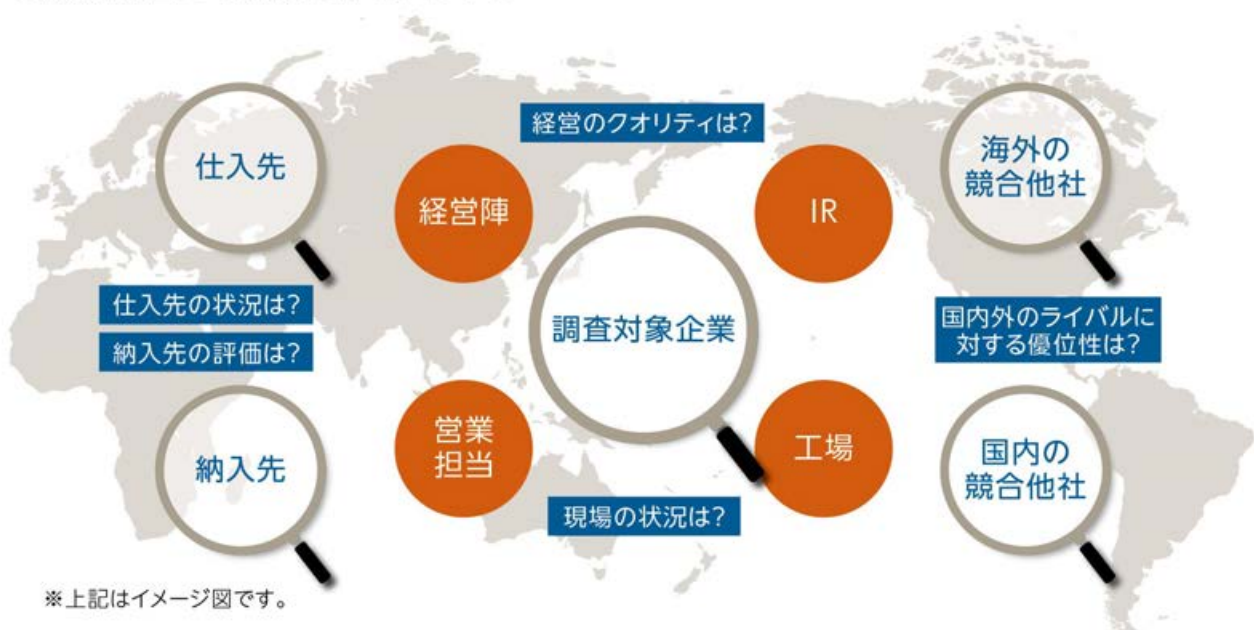 仕入先
経営のクオリティは?
海外の
競合他社
経営陣
IR
調査対象企業
仕入先の状況は?
納入先の評価は?
国内外のライバルに
対する優位性は?
営業
担当
工場
納入先
国内の
競合他社
現場の状況は?
※上記はイメージ図です。